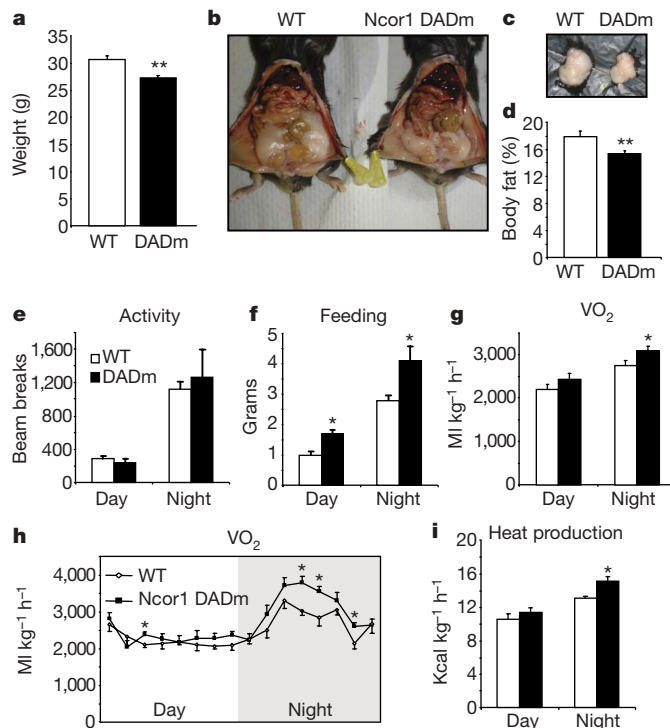 a
Weight (g)
35
30
25
20
15
10
5
0
**
WT DADm
b
WT Ncor1 DADm
c
WT DADm
d
Body fat (%)
20
16
12
8
4
0
**
WT DADm
e
Activity
Beam breaks
1,600
1,200
800
400
WT
DADm
Day Night
f
Feeding
Grams
5
4
3
2
1
0
*
*
Day Night
g
VO2
Ml kg–1 h–1
3,000
2,000
1,000
*
Day Night
h
VO2
Ml kg–1 h–1
4,000
3,000
2,000
1,000
0
WT
Ncor1 DADm
*
* *
*
Day Night
i
Heat production
Kcal kg–1 h–1
20
16
12
8
4
0
*
Day Night